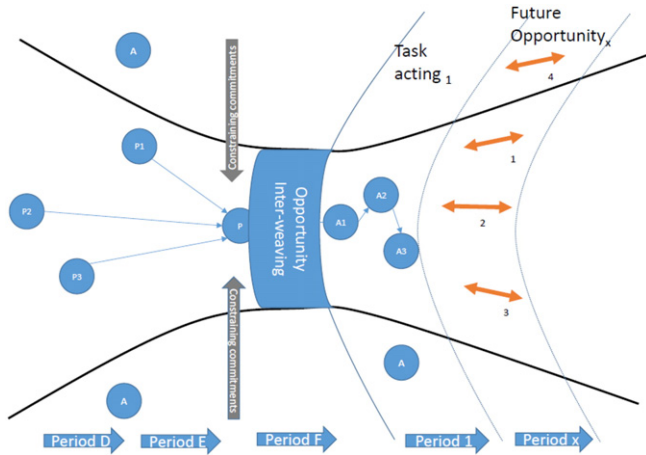 Future
Opportunity x
Task
acting 1
A
4
Constraining commitments
P1
1
Opportunity
Inter-weaving
A2
P2
P
A1
2
A3
P3
3
Constraining commitments
A
A
Period D
Period E
Period F
Period 1
Period x